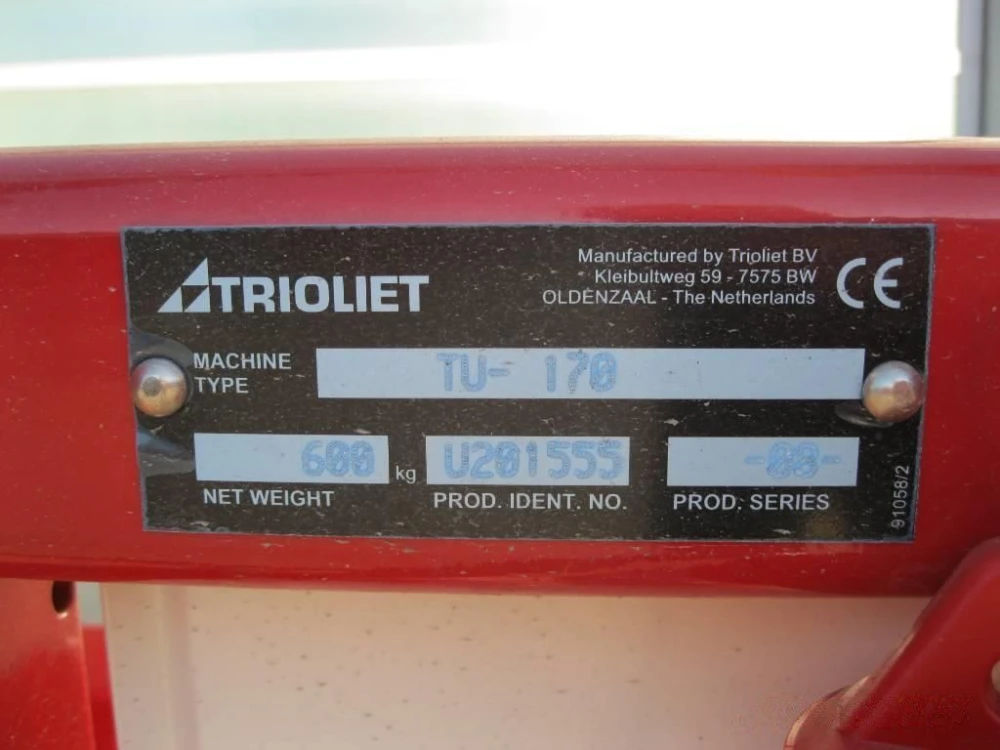 TRIOLIET
Manufactured by Trioliet BV
Kleibultweg 59 - 7575 BW
OLDENZAAL - The Netherlands
CE
MACHINE TYPE
TU- 170
600 kg
U201555
-00-
NET WEIGHT
PROD. IDENT. NO.
PROD. SERIES
91058/2